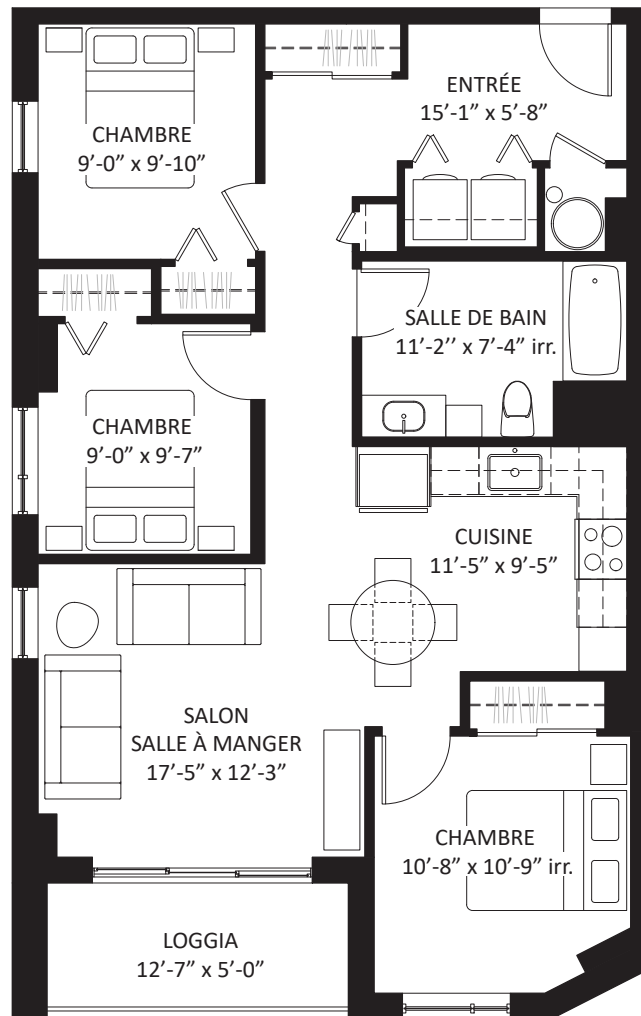 ENTRÉE
15’-1” x 5’-8”
CHAMBRE
9’-0” x 9’-10”
SALLE DE BAIN
11’-2’’ x 7’-4” irr.
CHAMBRE
9’-0” x 9’-7”
CUISINE
11’-5” x 9’-5”
SALON
SALLE À MANGER
17’-5” x 12’-3”
CHAMBRE
10’-8” x 10’-9” irr.
LOGGIA
12’-7” x 5’-0”